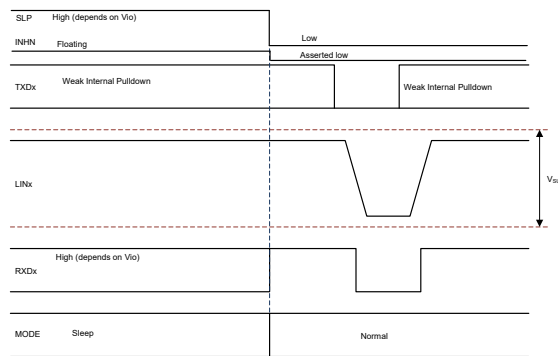 SLP High (depends on Vio)
Low
INHN Floating
Asserted low
TXDx Weak Internal Pulldown Weak Internal Pulldown
LINx
High (depends on Vio)
RXDx
MODE Sleep Normal